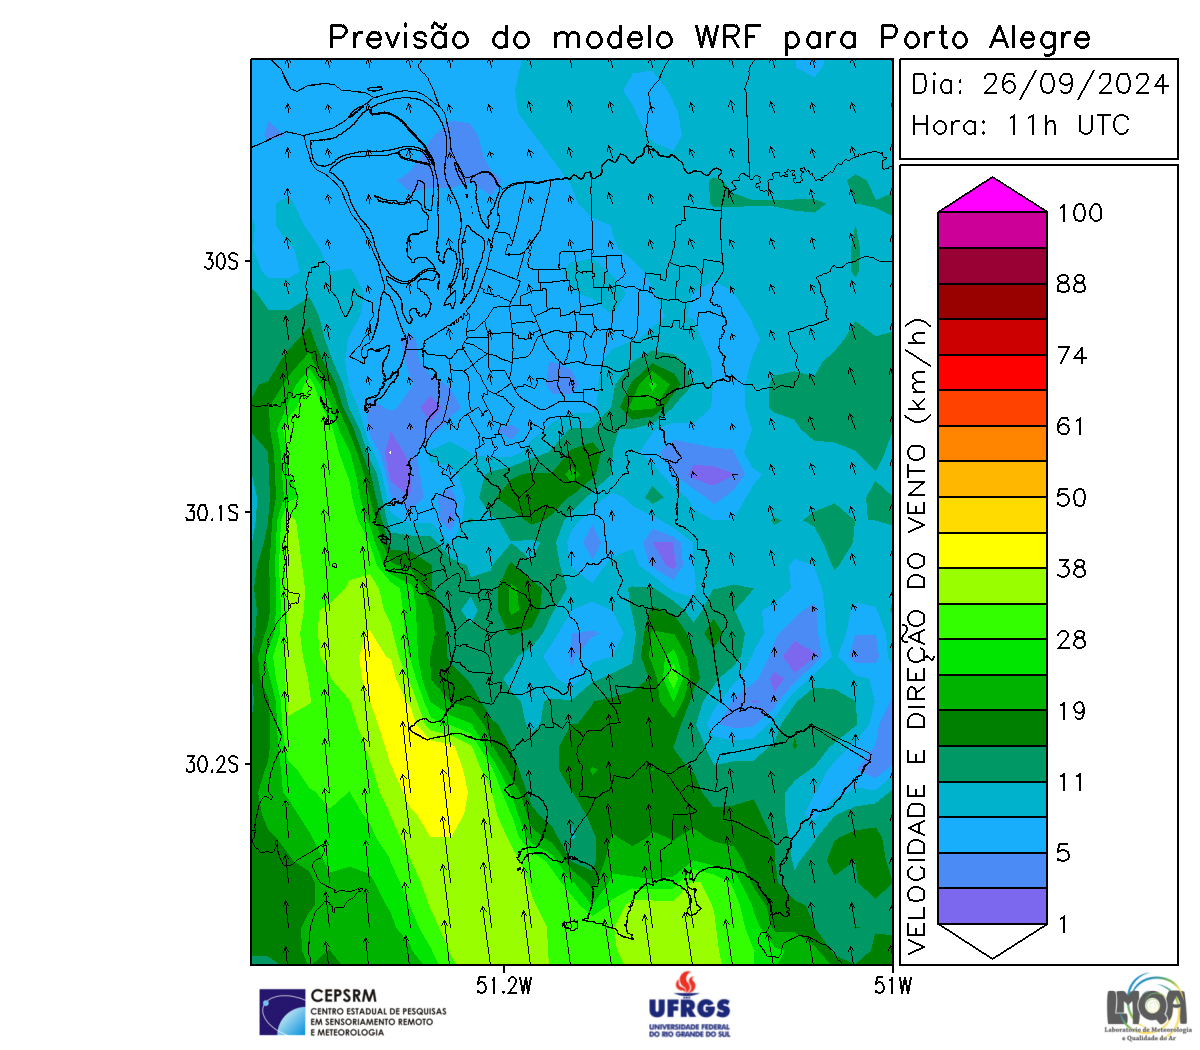 Previsão do modelo WRF para Porto Alegre
Dia: 26/09/2024
Hora: 11h UTC
100
88
74
61
50
38
28
19
11
5
1
VELOCIDADE E DIREÇÃO DO VENTO (km/h)
30S
30.1S
30.2S
51.2W
51W
CEPSRM
CENTRO ESTADUAL DE PESQUISAS
EM SENSORIAMENTO REMOTO
E METEOROLOGIA
UFRGS
UNIVERSIDADE FEDERAL
DO RIO GRANDE DO SUL
LMQA
Laboratório de Meteorologia
e Qualidade do Ar